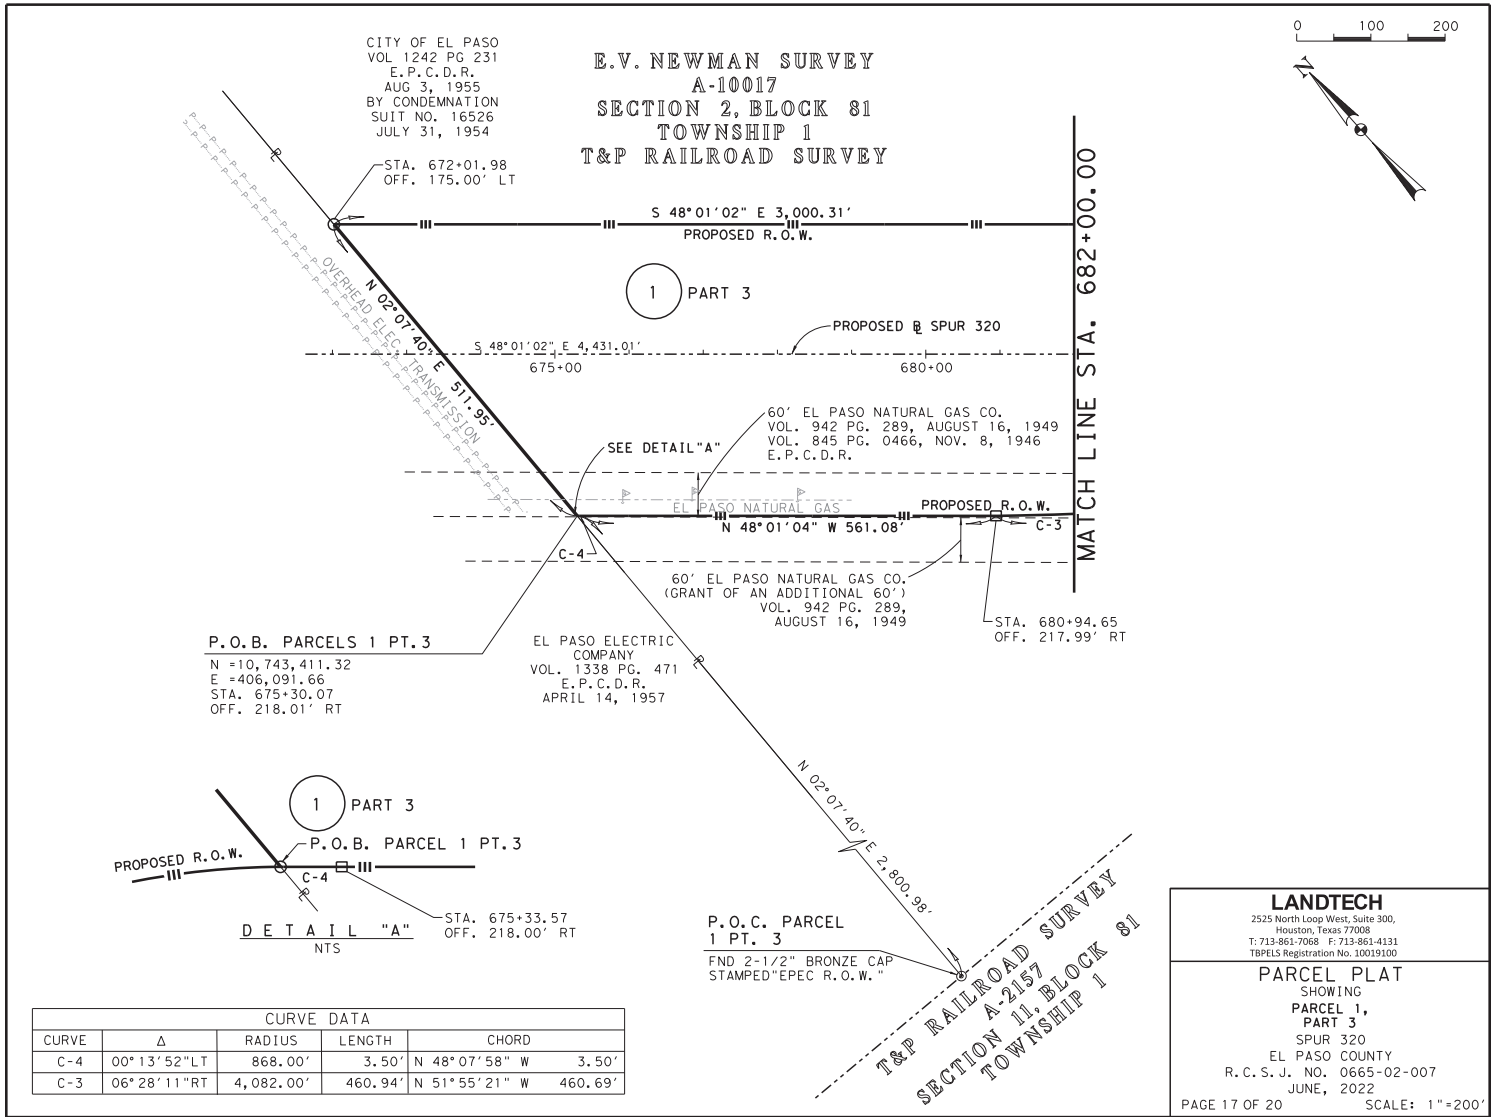 CITY OF EL PASO
VOL 1242 PG 231
E.P.C.D.R.
AUG 3, 1955
BY CONDEMNATION
SUIT NO. 16526
JULY 31, 1954
E.V. NEWMAN SURVEY
A-10017
SECTION 2, BLOCK 81
TOWNSHIP 1
T&P RAILROAD SURVEY
0 100 200
N
STA. 672+01.98
OFF. 175.00' LT
S 48°01'02" E 3,000.31'
PROPOSED R.O.W.
1 PART 3
OVERHEAD ELEC. TRANSMISSION
N 02°07'40" E 511.95'
PROPOSED ℄ SPUR 320
S 48°01'02" E 4,431.01'
675+00 680+00
MATCH LINE STA. 682+00.00
60' EL PASO NATURAL GAS CO.
VOL. 942 PG. 289, AUGUST 16, 1949
VOL. 845 PG. 0466, NOV. 8, 1946
E.P.C.D.R.
SEE DETAIL"A"
EL PASO NATURAL GAS
PROPOSED R.O.W.
N 48°01'04" W 561.08'
C-3
C-4
60' EL PASO NATURAL GAS CO.
(GRANT OF AN ADDITIONAL 60')
VOL. 942 PG. 289,
AUGUST 16, 1949
STA. 680+94.65
OFF. 217.99' RT
P.O.B. PARCELS 1 PT.3
N =10,743,411.32
E =406,091.66
STA. 675+30.07
OFF. 218.01' RT
EL PASO ELECTRIC
COMPANY
VOL. 1338 PG. 471
E.P.C.D.R.
APRIL 14, 1957
N 02°07'40" E 2,800.98'
1 PART 3
P.O.B. PARCEL 1 PT.3
PROPOSED R.O.W.
C-4
STA. 675+33.57
OFF. 218.00' RT
DETAIL "A"
NTS
P.O.C. PARCEL
1 PT. 3
FND 2-1/2" BRONZE CAP
STAMPED"EPEC R.O.W."
T&P RAILROAD SURVEY
A-2157
SECTION 11, BLOCK 81
TOWNSHIP 1
CURVE DATA
CURVE Δ RADIUS LENGTH CHORD
C-4 00°13'52"LT 868.00' 3.50' N 48°07'58" W 3.50'
C-3 06°28'11"RT 4,082.00' 460.94' N 51°55'21" W 460.69'
LANDTECH
2525 North Loop West, Suite 300,
Houston, Texas 77008
T: 713-861-7068 F: 713-861-4131
TBPELS Registration No. 10019100
PARCEL PLAT
SHOWING
PARCEL 1,
PART 3
SPUR 320
EL PASO COUNTY
R.C.S.J. NO. 0665-02-007
JUNE, 2022
PAGE 17 OF 20 SCALE: 1"=200'